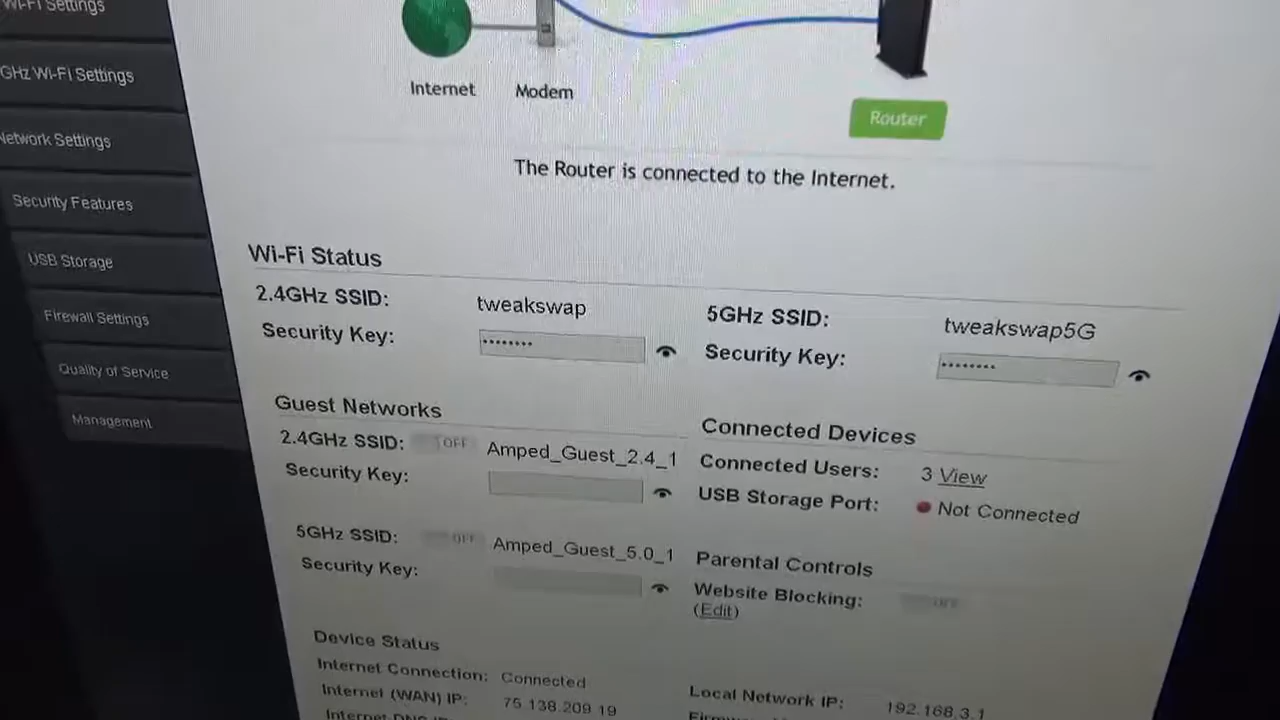 Wi-Fi Settings
GHz Wi-Fi Settings
Network Settings
Security Features
USB Storage
Firewall Settings
Quality of Service
Management
Internet
Modem
Router
The Router is connected to the Internet.
Wi-Fi Status
2.4GHz SSID: tweakswap
Security Key: ••••••••
5GHz SSID: tweakswap5G
Security Key: ••••••••
Guest Networks
2.4GHz SSID: OFF Amped_Guest_2.4_1
Security Key:
5GHz SSID: OFF Amped_Guest_5.0_1
Security Key:
Connected Devices
Connected Users: 3 View
USB Storage Port: Not Connected
Parental Controls
Website Blocking: OFF
(Edit)
Device Status
Internet Connection: Connected
Internet (WAN) IP: 75.138.209.19
Local Network IP: 192.168.3.1